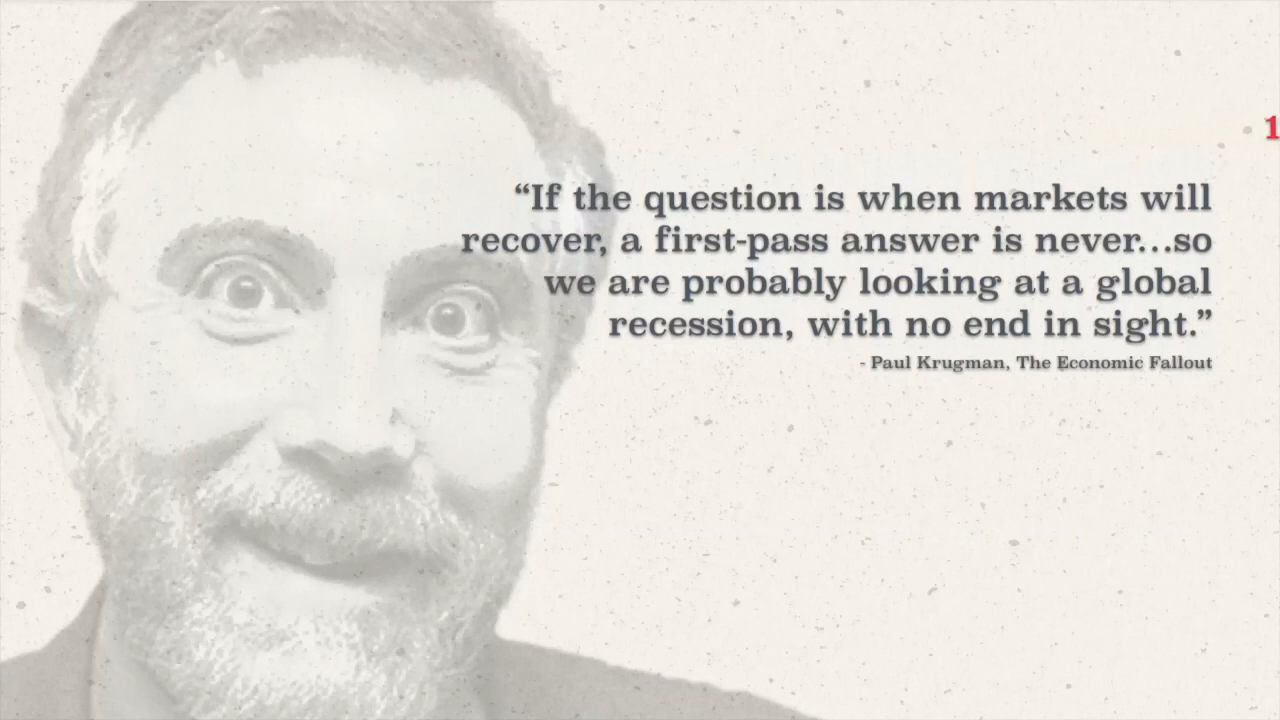 1
“If the question is when markets will
recover, a first-pass answer is never…so
we are probably looking at a global
recession, with no end in sight.”
- Paul Krugman, The Economic Fallout